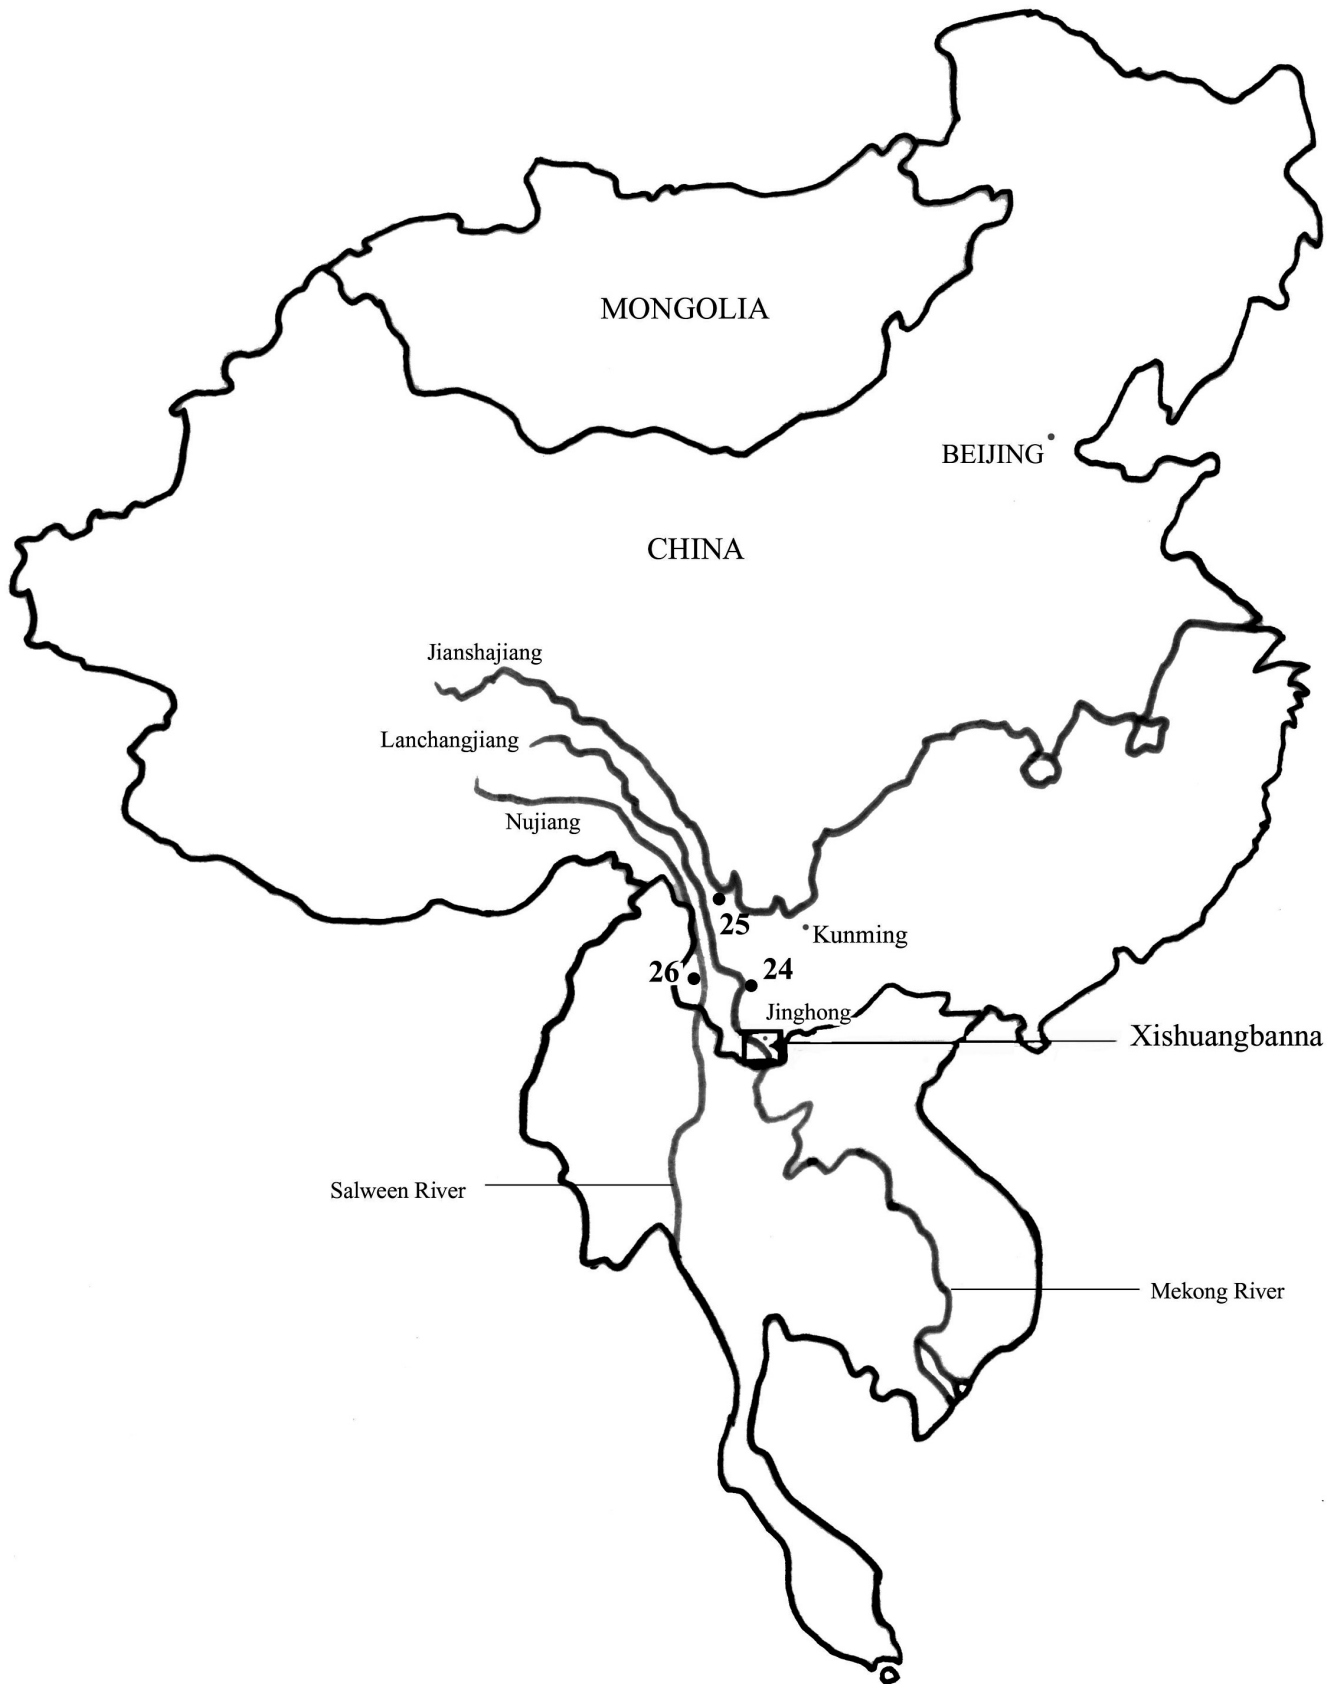 MONGOLIA
BEIJING
CHINA
Jianshajiang
Lanchangjiang
Nujiang
25
Kunming
26
24
Jinghong
Xishuangbanna
Salween River
Mekong River